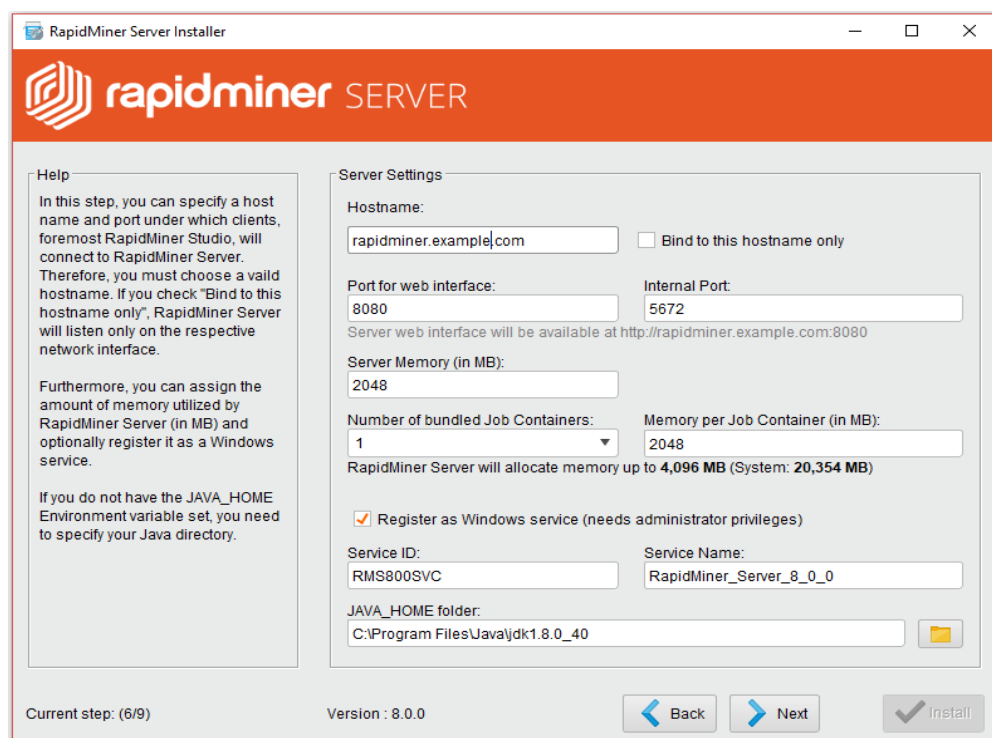 RapidMiner Server Installer
rapidminer SERVER
Help
In this step, you can specify a host
name and port under which clients,
foremost RapidMiner Studio, will
connect to RapidMiner Server.
Therefore, you must choose a vaild
hostname. If you check "Bind to this
hostname only", RapidMiner Server
will listen only on the respective
network interface.
Furthermore, you can assign the
amount of memory utilized by
RapidMiner Server (in MB) and
optionally register it as a Windows
service.
If you do not have the JAVA_HOME
Environment variable set, you need
to specify your Java directory.
Server Settings
Hostname:
rapidminer.example.com
Bind to this hostname only
Port for web interface:
Internal Port:
8080
5672
Server web interface will be available at http://rapidminer.example.com:8080
Server Memory (in MB):
2048
Number of bundled Job Containers:
Memory per Job Container (in MB):
1
2048
RapidMiner Server will allocate memory up to 4,096 MB (System: 20,354 MB)
Register as Windows service (needs administrator privileges)
Service ID:
Service Name:
RMS800SVC
RapidMiner_Server_8_0_0
JAVA_HOME folder:
C:\Program Files\Java\jdk1.8.0_40
Current step: (6/9)
Version : 8.0.0
Back
Next
Install